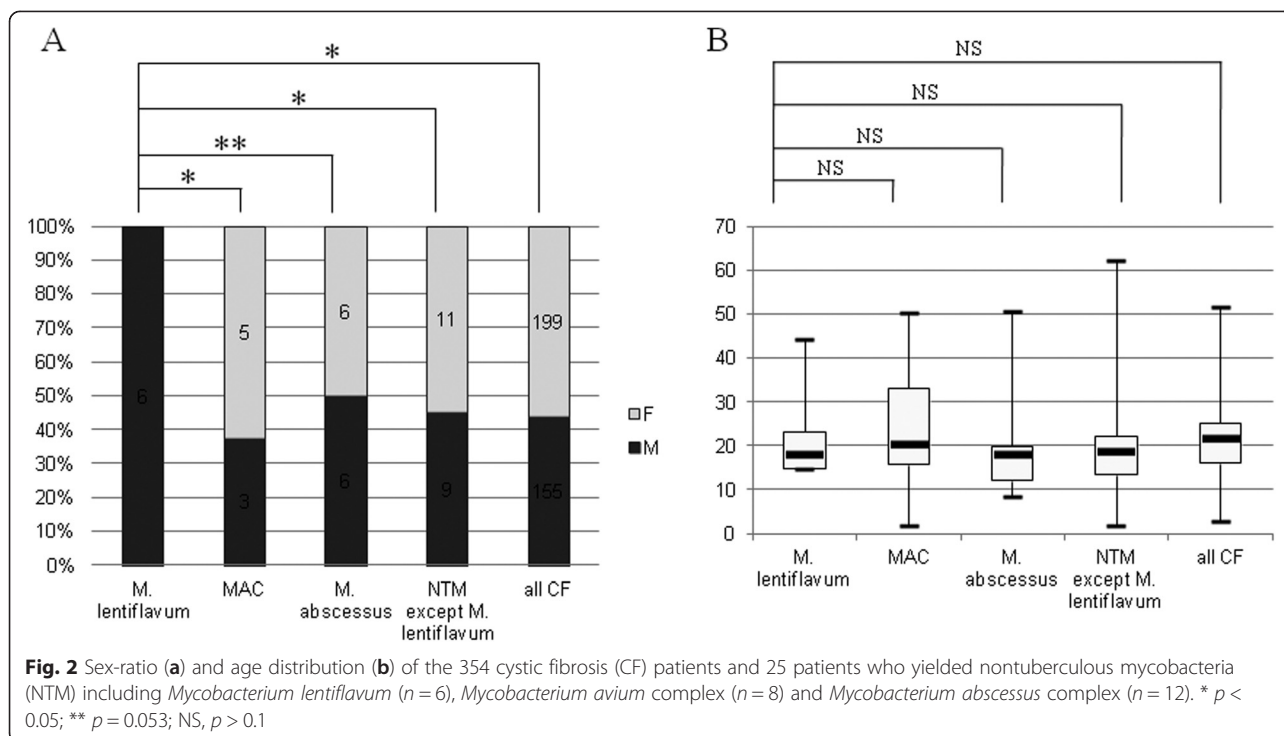 A
B
*
*
**
*
NS
NS
NS
NS
100%
90%
80%
70%
60%
50%
40%
30%
20%
10%
0%
6
5
3
6
6
11
9
199
155
F
M
M. lentiflavum
MAC
M. abscessus
NTM except M. lentiflavum
all CF
70
60
50
40
30
20
10
0
M. lentiflavum
MAC
M. abscessus
NTM except M. lentiflavum
all CF
Fig. 2 Sex-ratio (a) and age distribution (b) of the 354 cystic fibrosis (CF) patients and 25 patients who yielded nontuberculous mycobacteria
(NTM) including Mycobacterium lentiflavum (n = 6), Mycobacterium avium complex (n = 8) and Mycobacterium abscessus complex (n = 12). * p <
0.05; ** p = 0.053; NS, p > 0.1